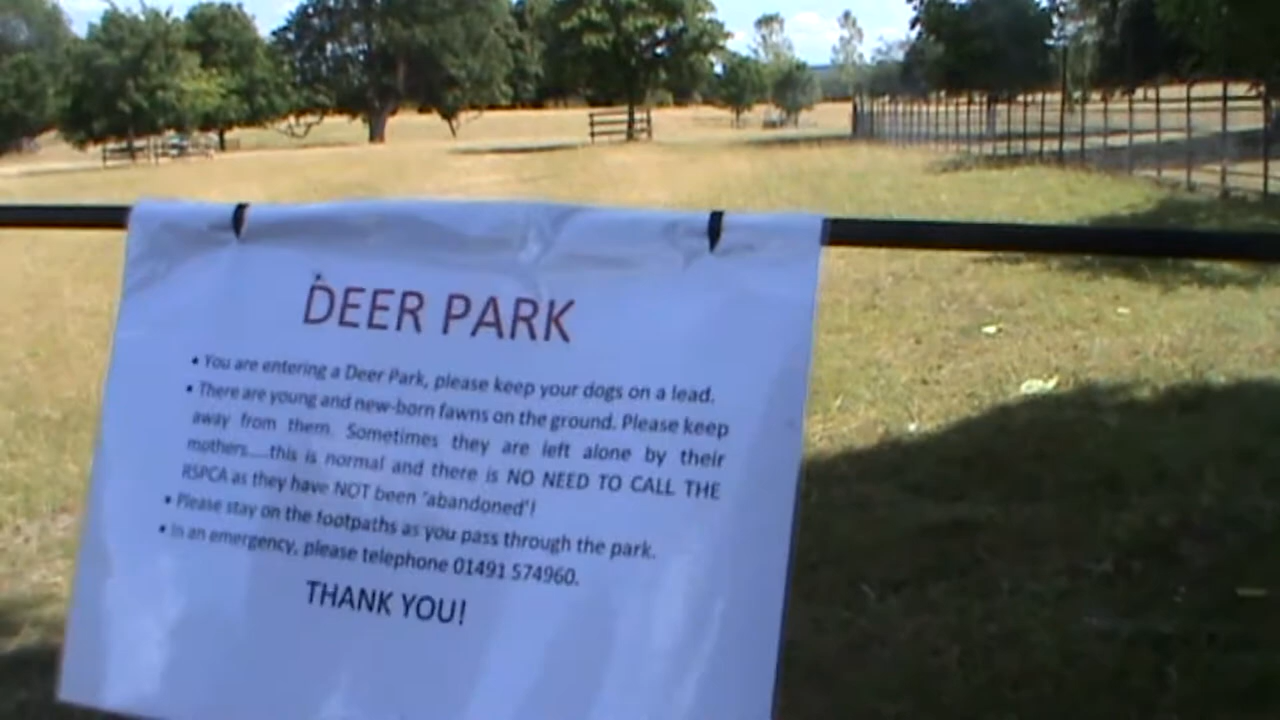 DEER PARK
• You are entering a Deer Park, please keep your dogs on a lead.
• There are young and new-born fawns on the ground. Please keep
away from them. Sometimes they are left alone by their
mothers....this is normal and there is NO NEED TO CALL THE
RSPCA as they have NOT been 'abandoned'!
• Please stay on the footpaths as you pass through the park.
• In an emergency, please telephone 01491 574960.
THANK YOU!